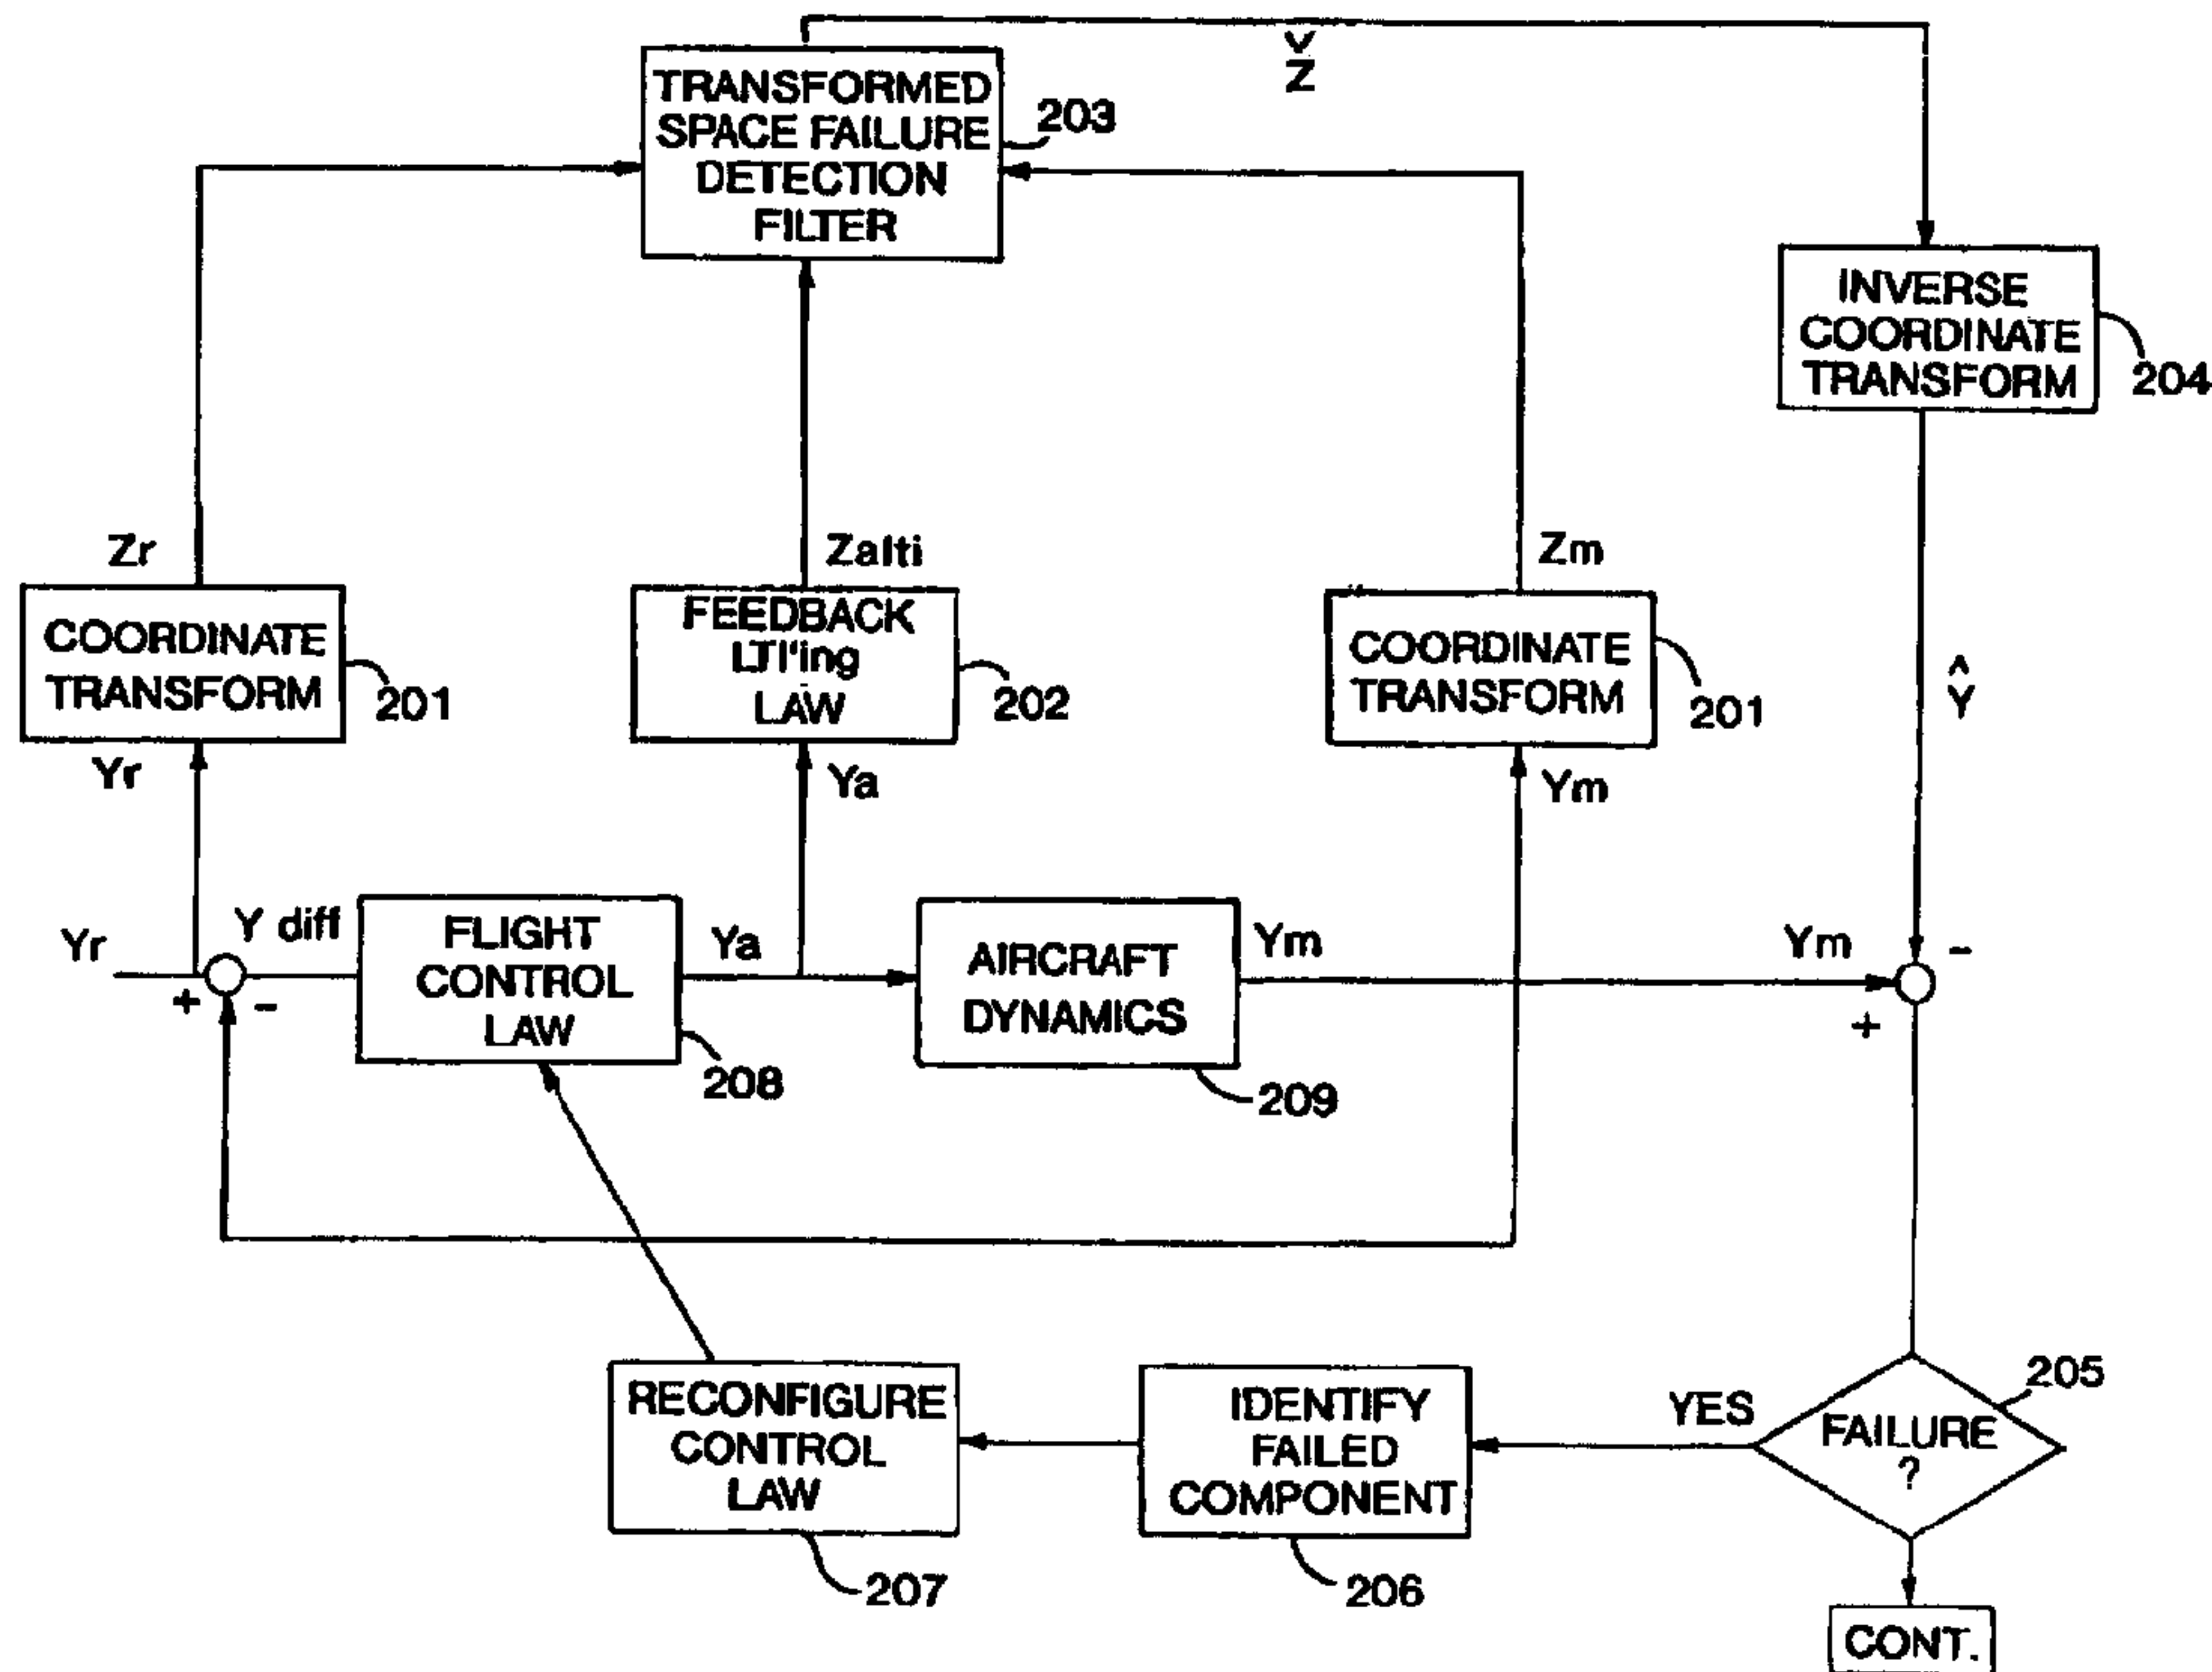 TRANSFORMED
SPACE FAILURE
DETECTION
FILTER
203
Ž
INVERSE
COORDINATE
TRANSFORM
204
Zr
Zalti
Zm
COORDINATE
TRANSFORM
201
FEEDBACK
LTI'ing
LAW
202
COORDINATE
TRANSFORM
201
Ŷ
Yr
Ya
Ym
Yr
+
-
Y diff
FLIGHT
CONTROL
LAW
208
Ya
AIRCRAFT
DYNAMICS
209
Ym
Ym
-
+
RECONFIGURE
CONTROL
LAW
207
IDENTIFY
FAILED
COMPONENT
206
YES
FAILURE
?
205
CONT.